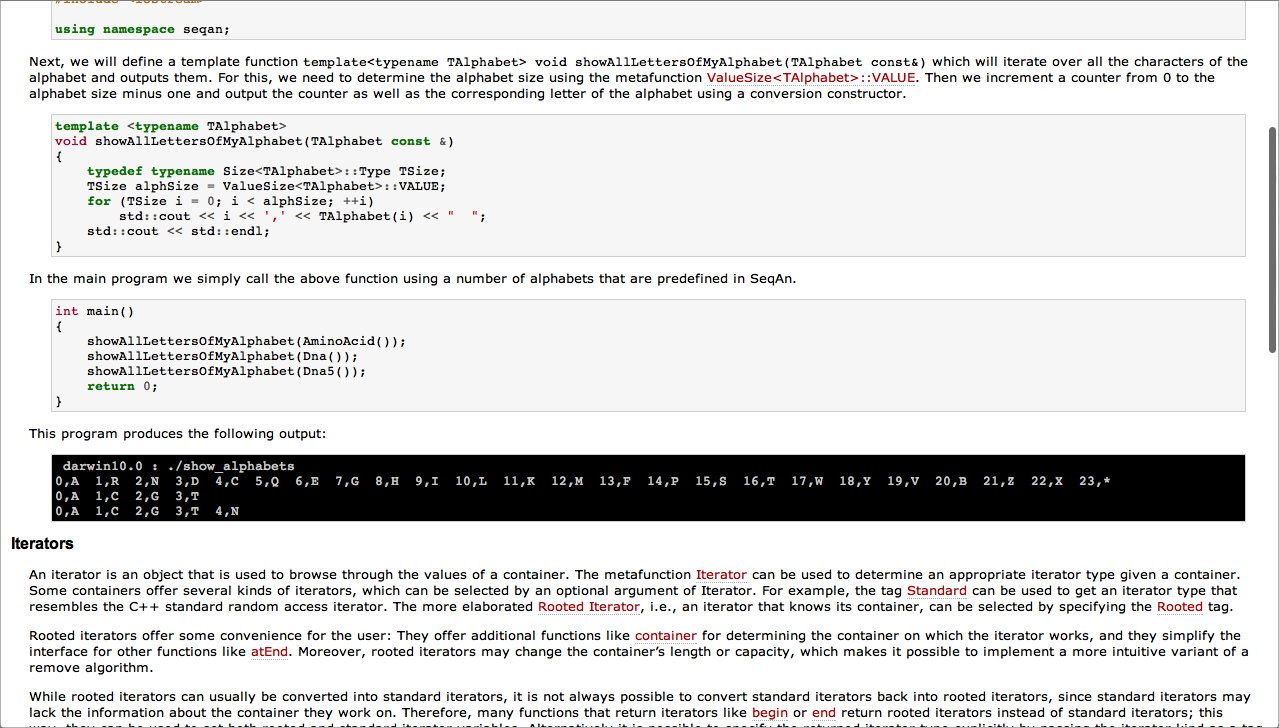 #include <iostream>
using namespace seqan;
Next, we will define a template function template<typename TAlphabet> void showAllLettersOfMyAlphabet(TAlphabet const&) which will iterate over all the characters of the
alphabet and outputs them. For this, we need to determine the alphabet size using the metafunction ValueSize<TAlphabet>::VALUE. Then we increment a counter from 0 to the
alphabet size minus one and output the counter as well as the corresponding letter of the alphabet using a conversion constructor.
template <typename TAlphabet>
void showAllLettersOfMyAlphabet(TAlphabet const &)
{
    typedef typename Size<TAlphabet>::Type TSize;
    TSize alphSize = ValueSize<TAlphabet>::VALUE;
    for (TSize i = 0; i < alphSize; ++i)
        std::cout << i << ',' << TAlphabet(i) << "  ";
    std::cout << std::endl;
}
In the main program we simply call the above function using a number of alphabets that are predefined in SeqAn.
int main()
{
    showAllLettersOfMyAlphabet(AminoAcid());
    showAllLettersOfMyAlphabet(Dna());
    showAllLettersOfMyAlphabet(Dna5());
    return 0;
}
This program produces the following output:
darwin10.0 : ./show_alphabets
0,A  1,R  2,N  3,D  4,C  5,Q  6,E  7,G  8,H  9,I  10,L  11,K  12,M  13,F  14,P  15,S  16,T  17,W  18,Y  19,V  20,B  21,Z  22,X  23,*
0,A  1,C  2,G  3,T
0,A  1,C  2,G  3,T  4,N
Iterators
An iterator is an object that is used to browse through the values of a container. The metafunction Iterator can be used to determine an appropriate iterator type given a container.
Some containers offer several kinds of iterators, which can be selected by an optional argument of Iterator. For example, the tag Standard can be used to get an iterator type that
resembles the C++ standard random access iterator. The more elaborated Rooted Iterator, i.e., an iterator that knows its container, can be selected by specifying the Rooted tag.
Rooted iterators offer some convenience for the user: They offer additional functions like container for determining the container on which the iterator works, and they simplify the
interface for other functions like atEnd. Moreover, rooted iterators may change the container's length or capacity, which makes it possible to implement a more intuitive variant of a
remove algorithm.
While rooted iterators can usually be converted into standard iterators, it is not always possible to convert standard iterators back into rooted iterators, since standard iterators may
lack the information about the container they work on. Therefore, many functions that return iterators like begin or end return rooted iterators instead of standard iterators; this